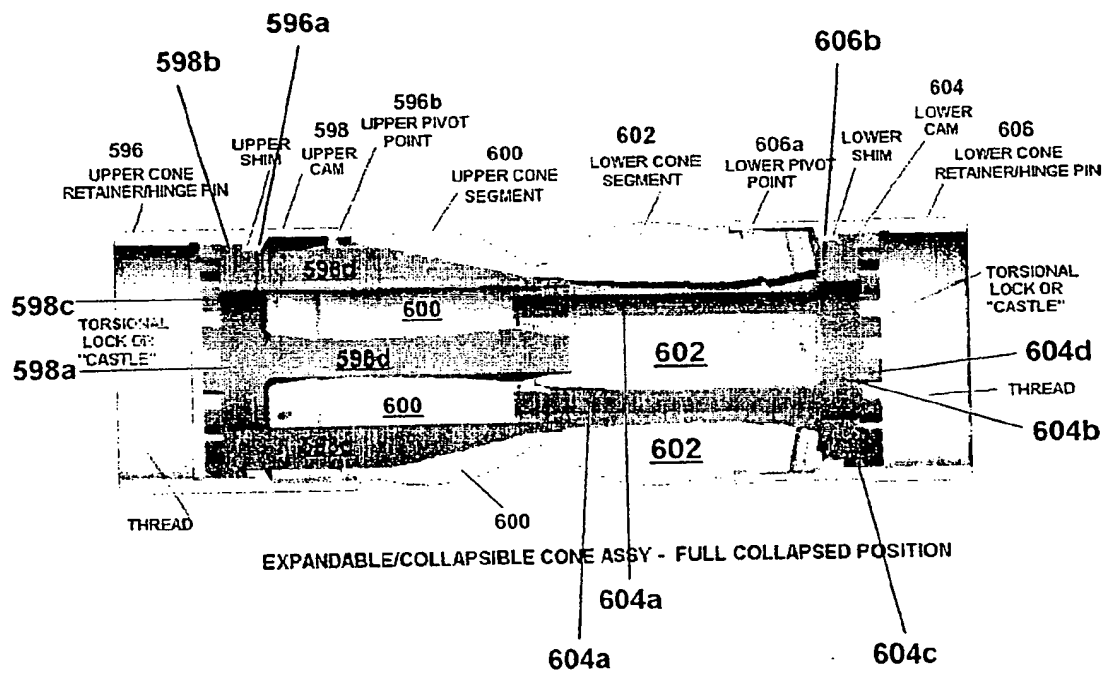 596a
598b
606b
596
UPPER CONE
RETAINER/HINGE PIN
UPPER
SHIM
598
UPPER
CAM
596b
UPPER PIVOT
POINT
600
UPPER CONE
SEGMENT
602
LOWER CONE
SEGMENT
606a
LOWER PIVOT
POINT
LOWER
SHIM
604
LOWER
CAM
606
LOWER CONE
RETAINER/HINGE PIN
598d
598c
TORSIONAL
LOCK OR
"CASTLE"
598a
600
598d
600
602
602
TORSIONAL
LOCK OR
"CASTLE"
604d
THREAD
604b
THREAD
600
EXPANDABLE/COLLAPSIBLE CONE ASSY - FULL COLLAPSED POSITION
604a
604a
604c